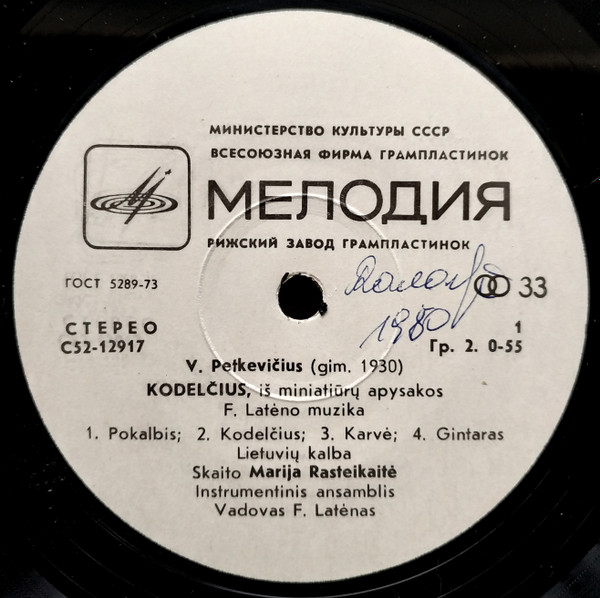 МИНИСТЕРСТВО КУЛЬТУРЫ СССР
ВСЕСОЮЗНАЯ ФИРМА ГРАМПЛАСТИНОК
МЕЛОДИЯ
РИЖСКИЙ ЗАВОД ГРАМПЛАСТИНОК
ГОСТ 5289-73
33
1980
СТЕРЕО
1
С52-12917
Гр. 2. 0-55
V. Petkevičius (gim. 1930)
KODELČIUS, iš miniatiūrų apysakos
F. Latėno muzika
1. Pokalbis; 2. Kodelčius; 3. Karvė; 4. Gintaras
Lietuvių kalba
Skaito Marija Rasteikaitė
Instrumentinis ansamblis
Vadovas F. Latėnas